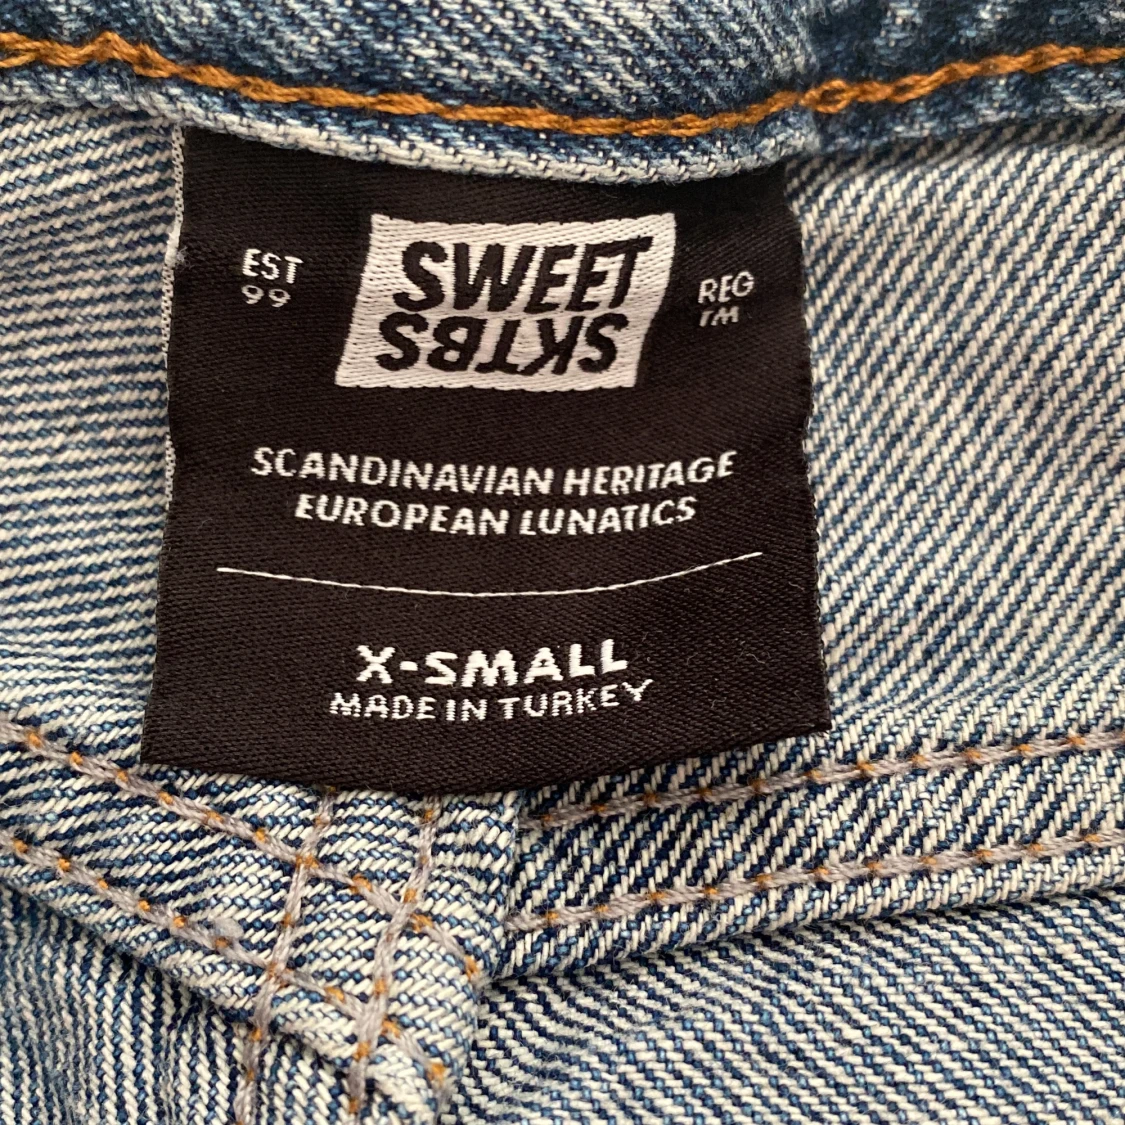 EST
99
SWEET
SKTBS
REG
TM
SCANDINAVIAN HERITAGE
EUROPEAN LUNATICS
X-SMALL
MADE IN TURKEY